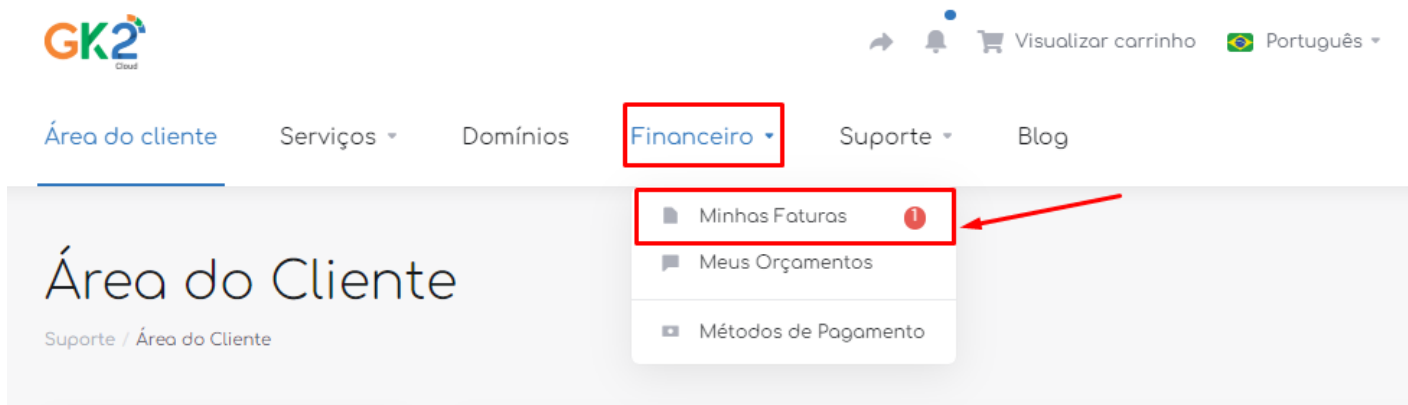 GK2
Cloud
Visualizar carrinho
Português
Área do cliente
Serviços
Domínios
Financeiro
Suporte
Blog
Minhas Faturas 1
Meus Orçamentos
Métodos de Pagamento
Área do Cliente
Suporte / Área do Cliente